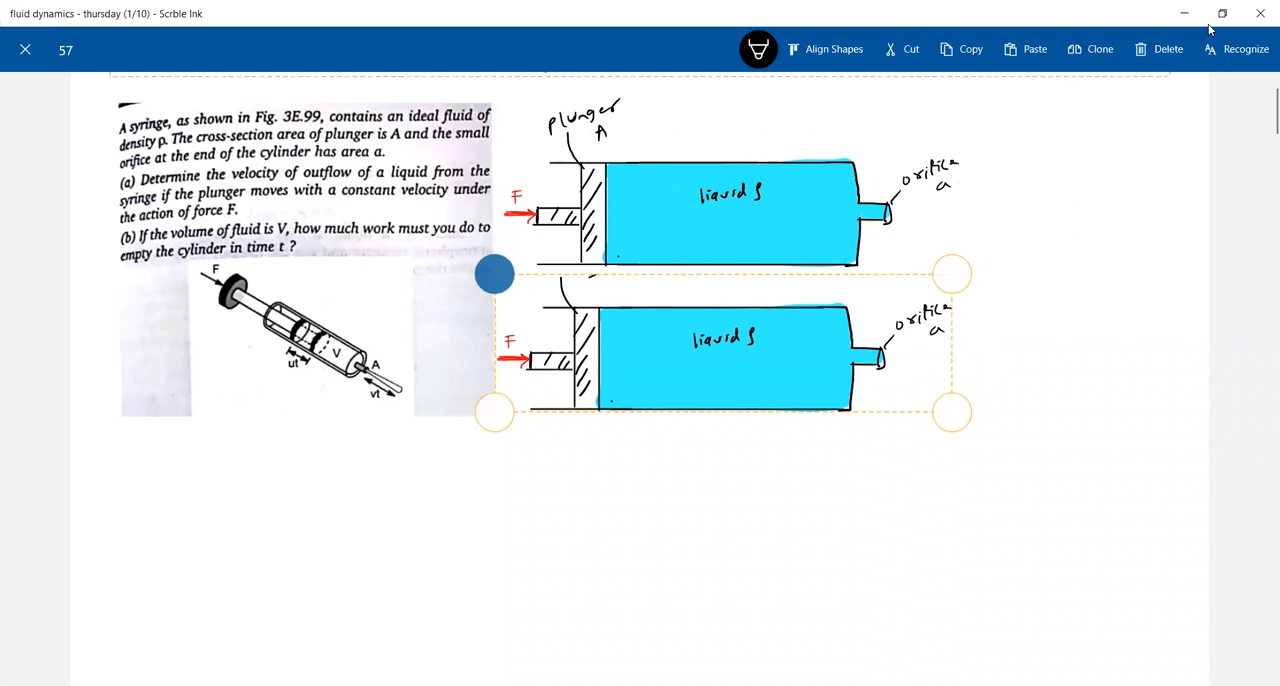 fluid dynamics - thursday (1/10) - Scrble Ink
57
Align Shapes
Cut
Copy
Paste
Clone
Delete
Recognize
A syringe, as shown in Fig. 3E.99, contains an ideal fluid of
density ρ. The cross-section area of plunger is A and the small
orifice at the end of the cylinder has area a.
(a) Determine the velocity of outflow of a liquid from the
syringe if the plunger moves with a constant velocity under
the action of force F.
(b) If the volume of fluid is V, how much work must you do to
empty the cylinder in time t ?
F
ut
V
A
vt
plunger
A
F
liquid ρ
orifice
a
F
liquid ρ
orifice
a